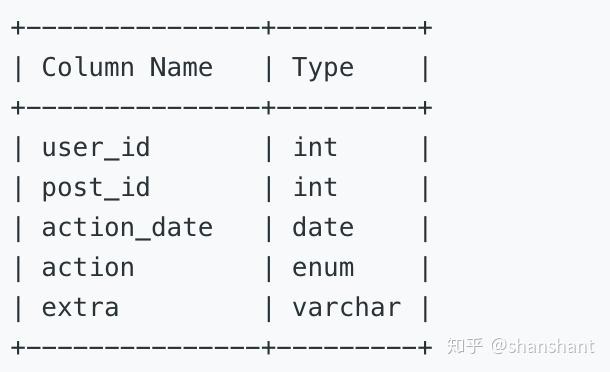 +---------------+---------+
| Column Name   | Type    |
+---------------+---------+
| user_id       | int     |
| post_id       | int     |
| action_date   | date    |
| action        | enum    |
| extra         | varchar |
+---------------+---------+
知乎 @shanshant